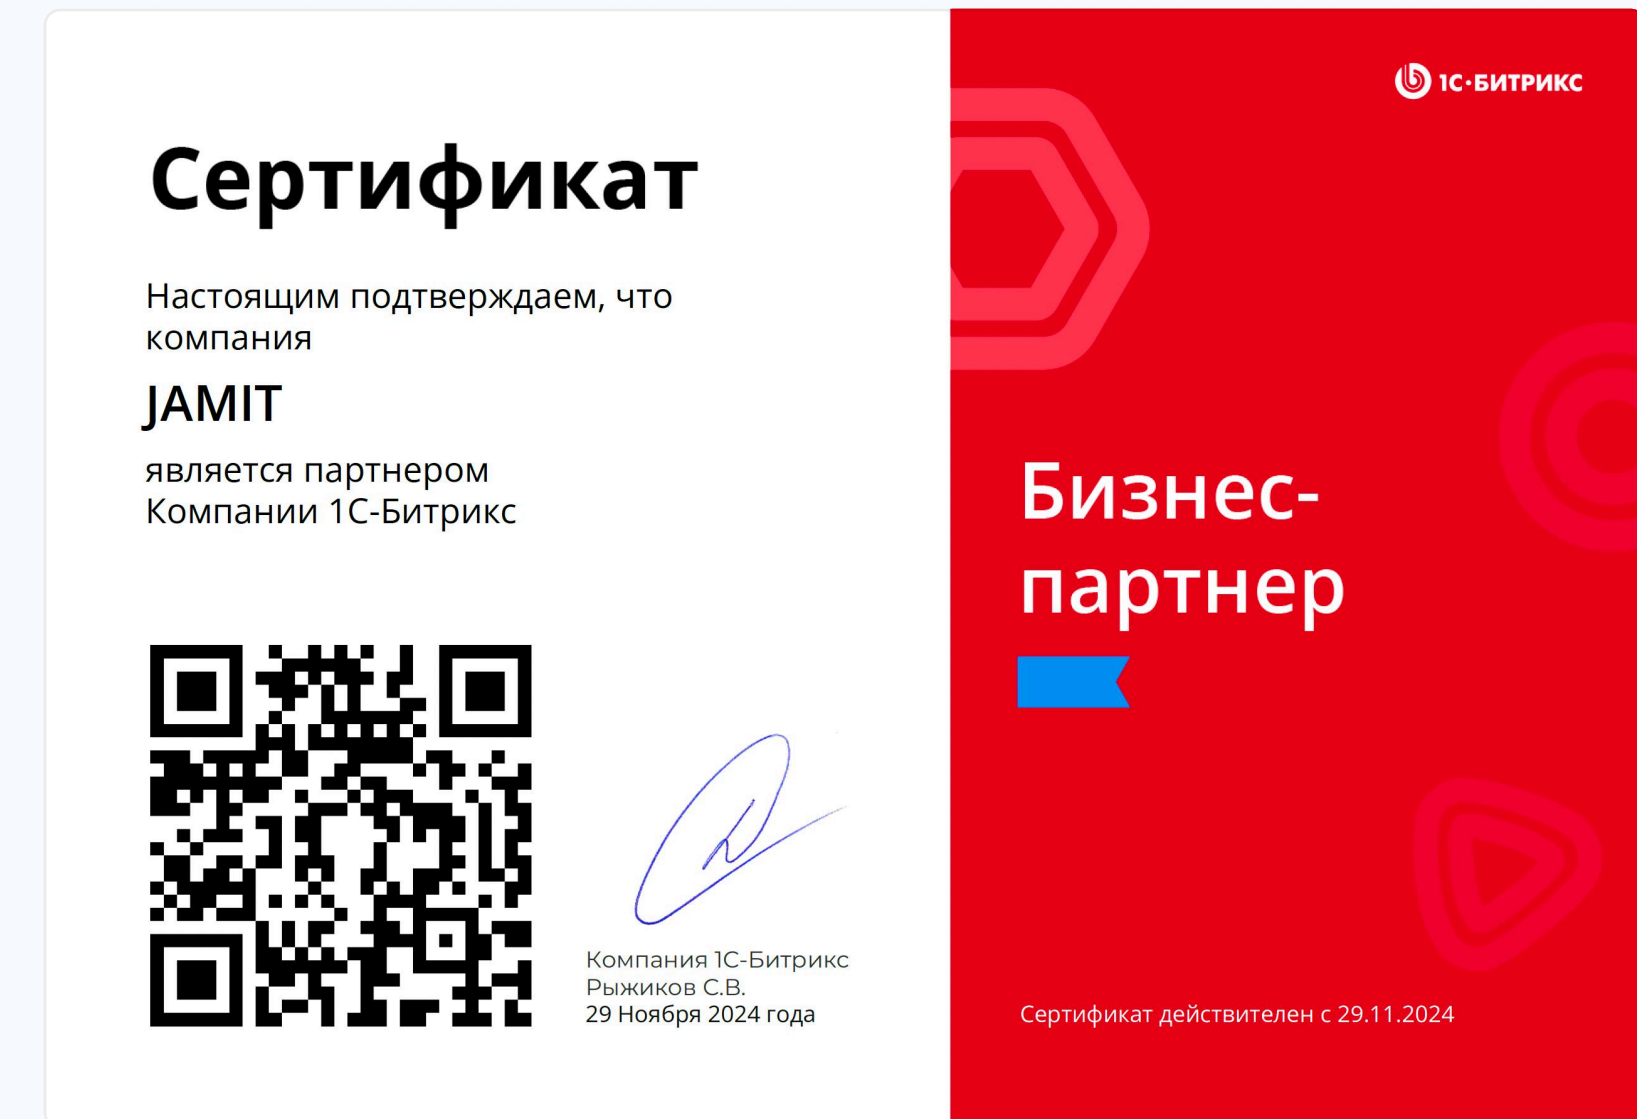 Сертификат
Настоящим подтверждаем, что
компания
JAMIT
является партнером
Компании 1С-Битрикс
Компания 1С-Битрикс
Рыжиков С.В.
29 Ноября 2024 года
1С·БИТРИКС
Бизнес-
партнер
Сертификат действителен с 29.11.2024